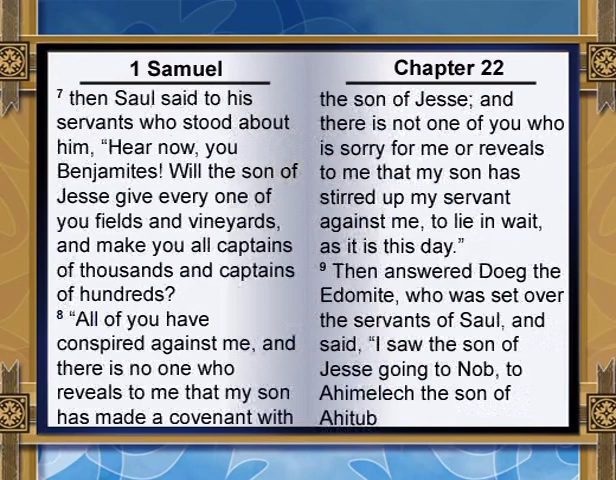 1 Samuel
⁷ then Saul said to his
servants who stood about
him, “Hear now, you
Benjamites! Will the son of
Jesse give every one of
you fields and vineyards,
and make you all captains
of thousands and captains
of hundreds?
⁸ “All of you have
conspired against me, and
there is no one who
reveals to me that my son
has made a covenant with
Chapter 22
the son of Jesse; and
there is not one of you who
is sorry for me or reveals
to me that my son has
stirred up my servant
against me, to lie in wait,
as it is this day.”
⁹ Then answered Doeg the
Edomite, who was set over
the servants of Saul, and
said, “I saw the son of
Jesse going to Nob, to
Ahimelech the son of
Ahitub